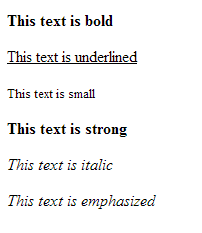 This text is bold
This text is underlined
This text is small
This text is strong
This text is italic
This text is emphasized